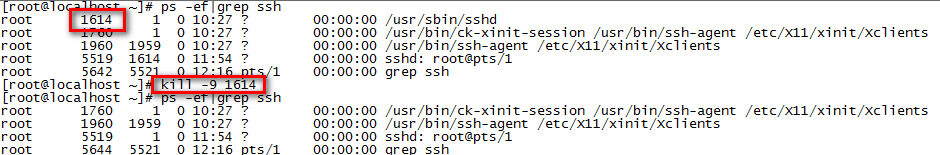 [root@localhost ~]# ps -ef|grep ssh
root 1614 1 0 10:27 ? 00:00:00 /usr/sbin/sshd
root 1760 1 0 10:27 ? 00:00:00 /usr/bin/ck-xinit-session /usr/bin/ssh-agent /etc/X11/xinit/Xclients
root 1960 1959 0 10:27 ? 00:00:00 /usr/bin/ssh-agent /etc/X11/xinit/Xclients
root 5519 1614 0 11:54 ? 00:00:00 sshd: root@pts/1
root 5642 5521 0 12:16 pts/1 00:00:00 grep ssh
[root@localhost ~]# kill -9 1614
[root@localhost ~]# ps -ef|grep ssh
root 1760 1 0 10:27 ? 00:00:00 /usr/bin/ck-xinit-session /usr/bin/ssh-agent /etc/X11/xinit/Xclients
root 1960 1959 0 10:27 ? 00:00:00 /usr/bin/ssh-agent /etc/X11/xinit/Xclients
root 5519 1 0 11:54 ? 00:00:00 sshd: root@pts/1
root 5644 5521 0 12:16 pts/1 00:00:00 grep ssh